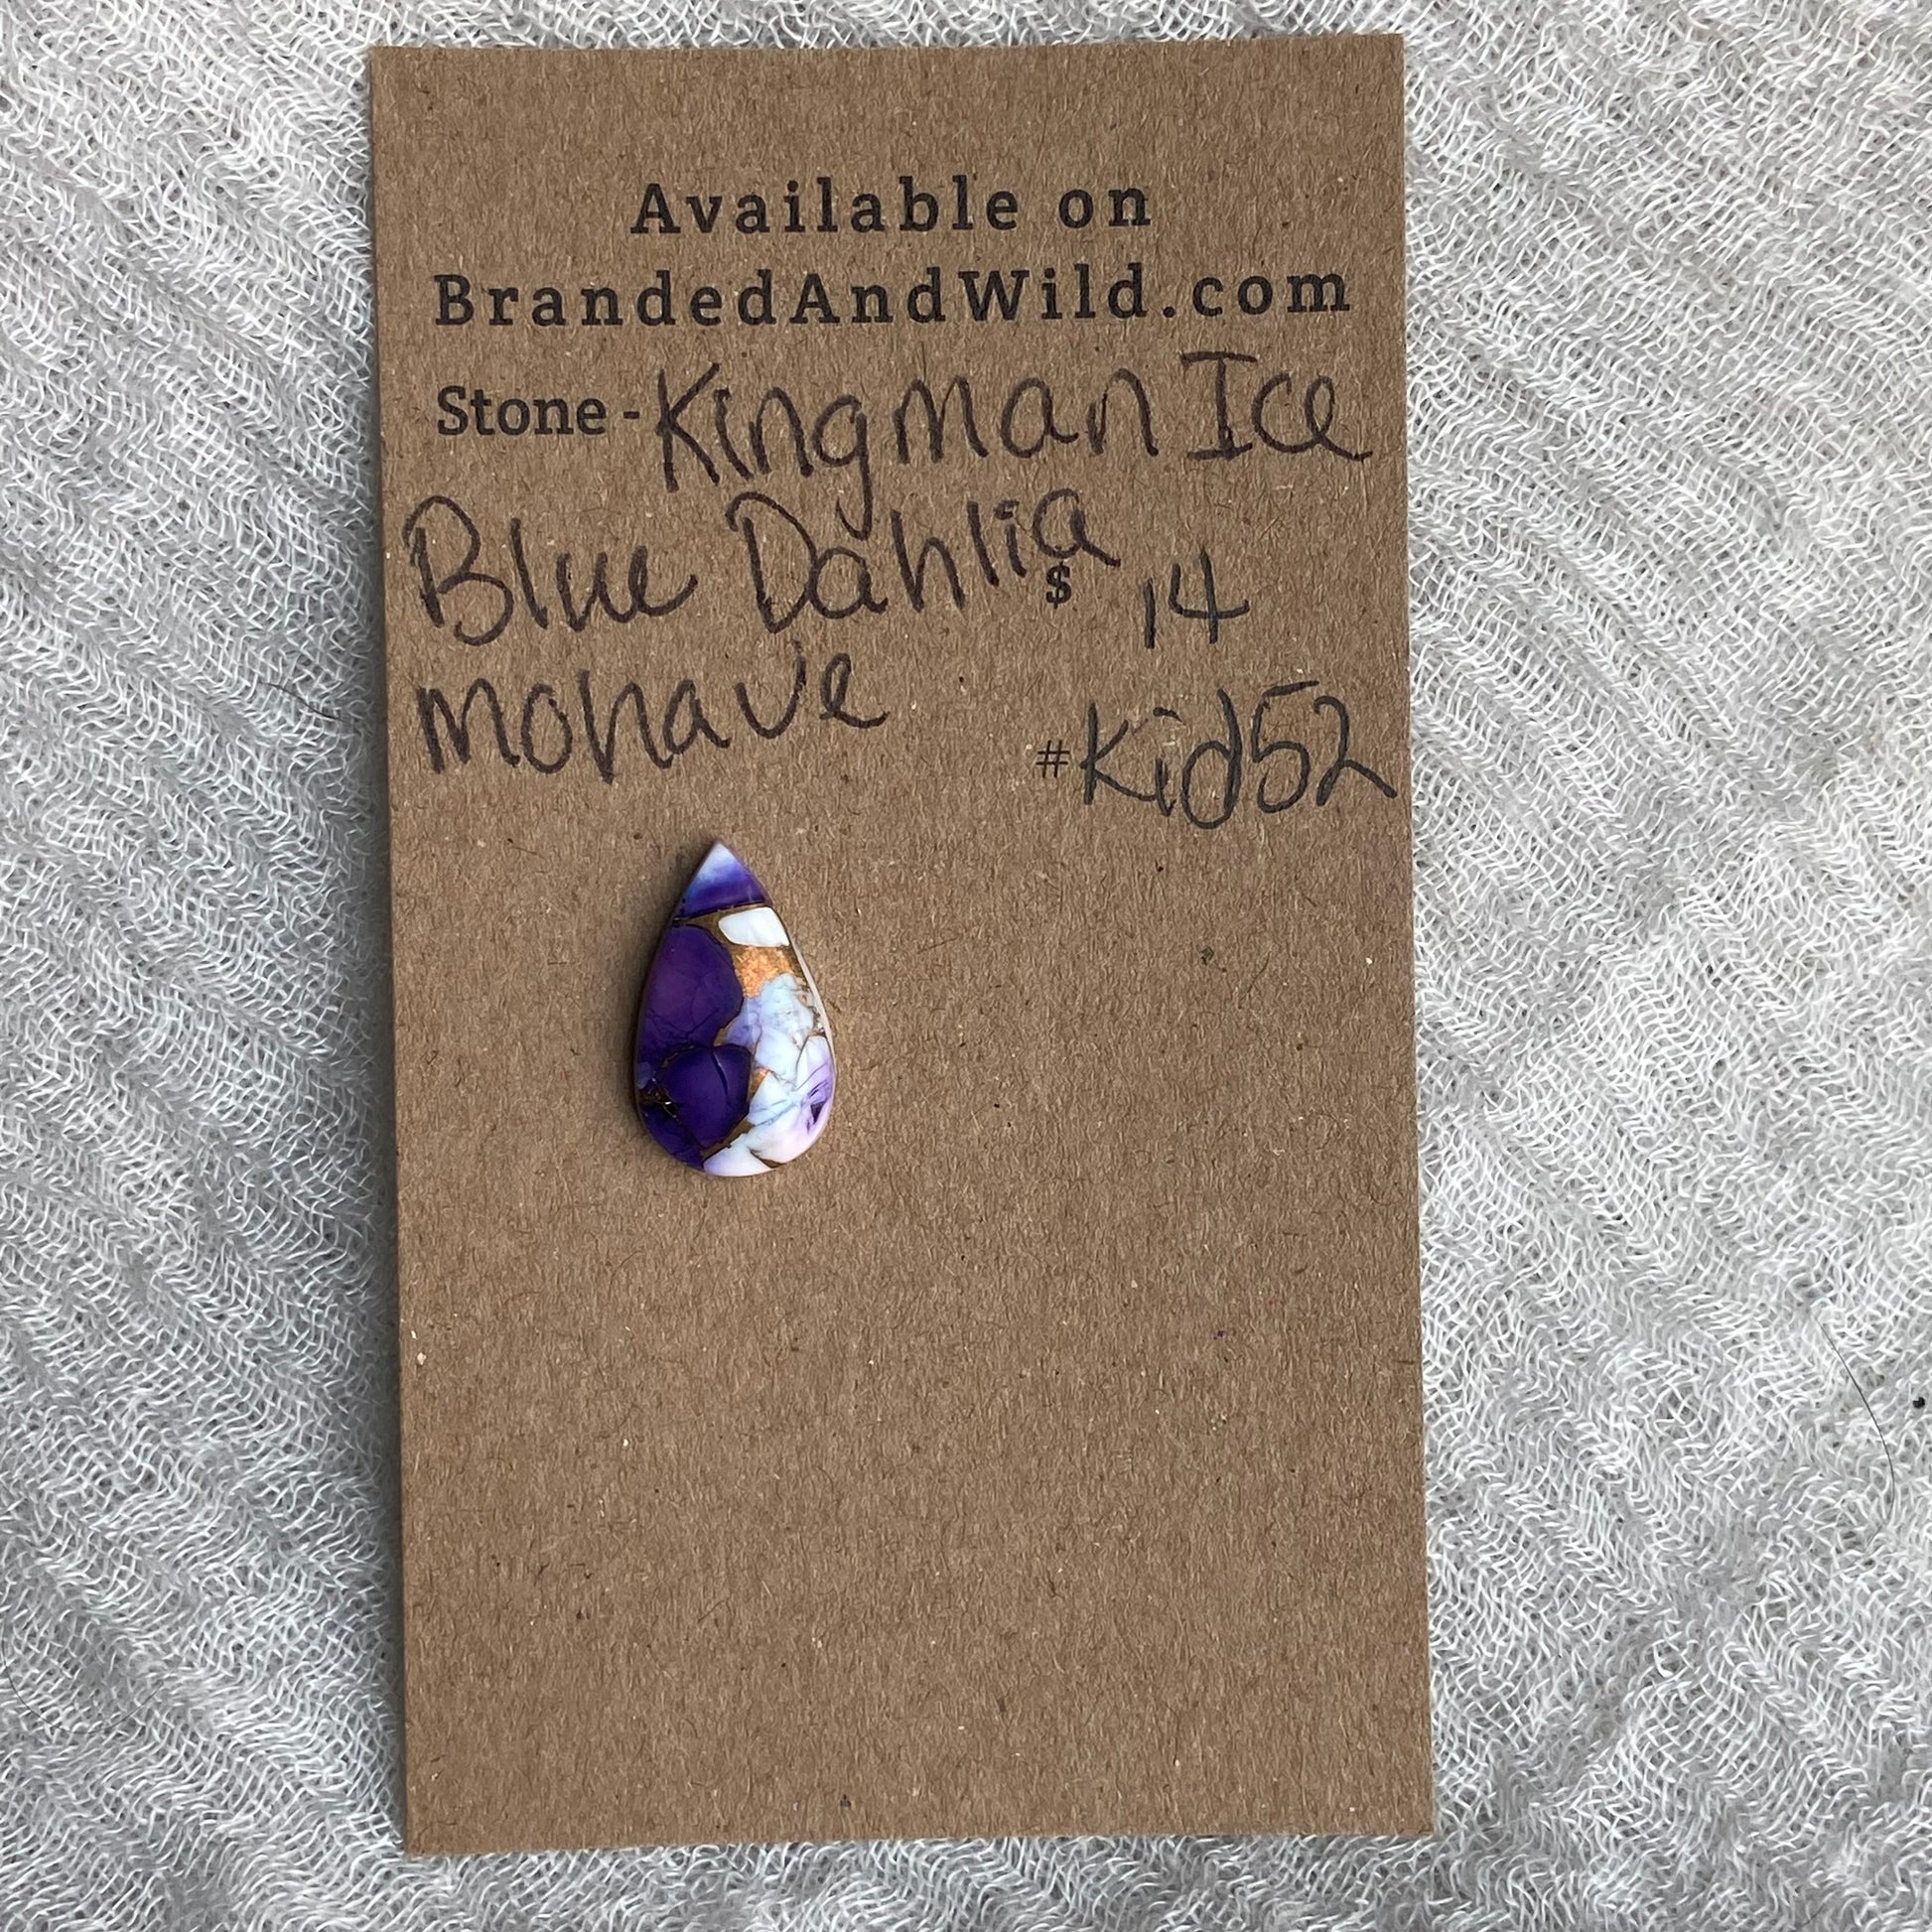 Available on
BrandedAndWild.com
Stone - Kingman Ice
Blue Dahlia
$ 14
Mohave
#Kid52